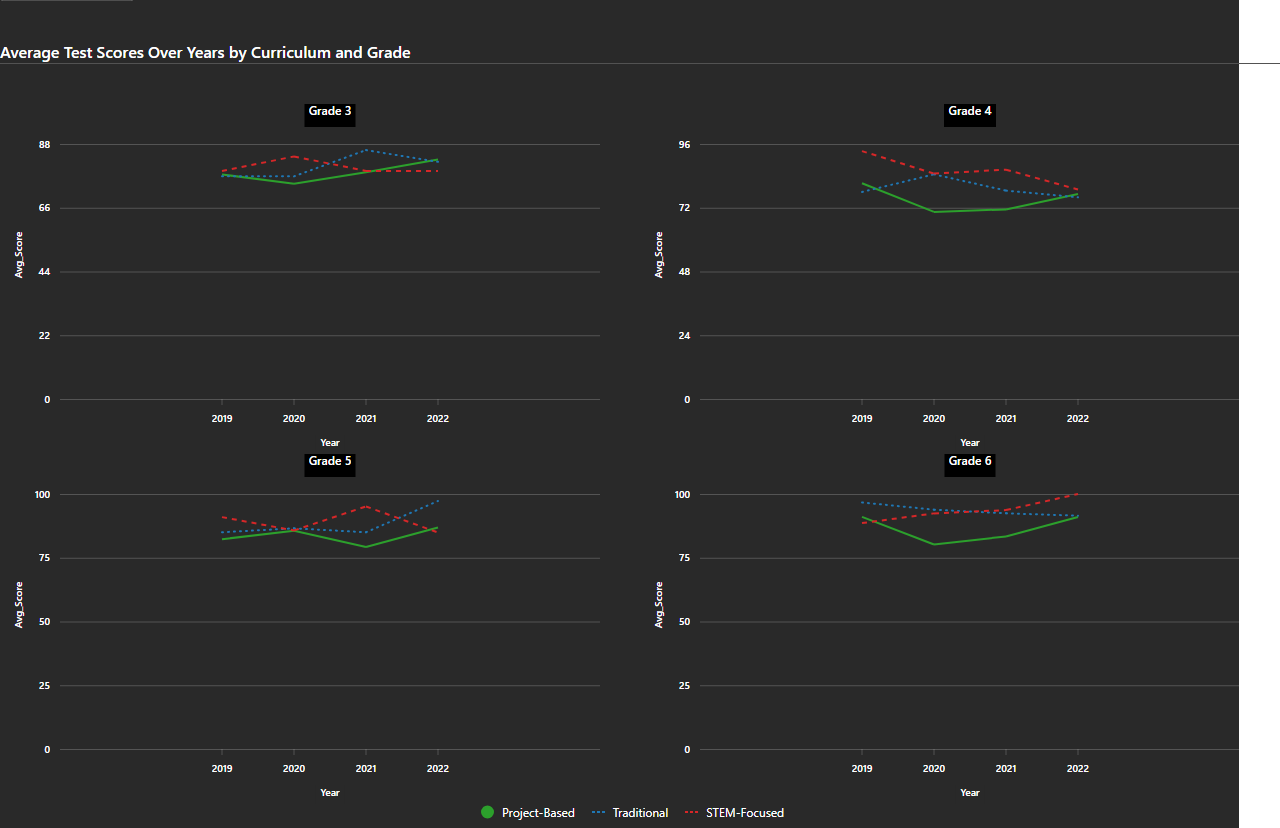 Average Test Scores Over Years by Curriculum and Grade
Grade 3
88
66
44
22
0
Avg_Score
2019 2020 2021 2022
Year
Grade 4
96
72
48
24
0
Avg_Score
2019 2020 2021 2022
Year
Grade 5
100
75
50
25
0
Avg_Score
2019 2020 2021 2022
Year
Grade 6
100
75
50
25
0
Avg_Score
2019 2020 2021 2022
Year
Project-Based Traditional STEM-Focused